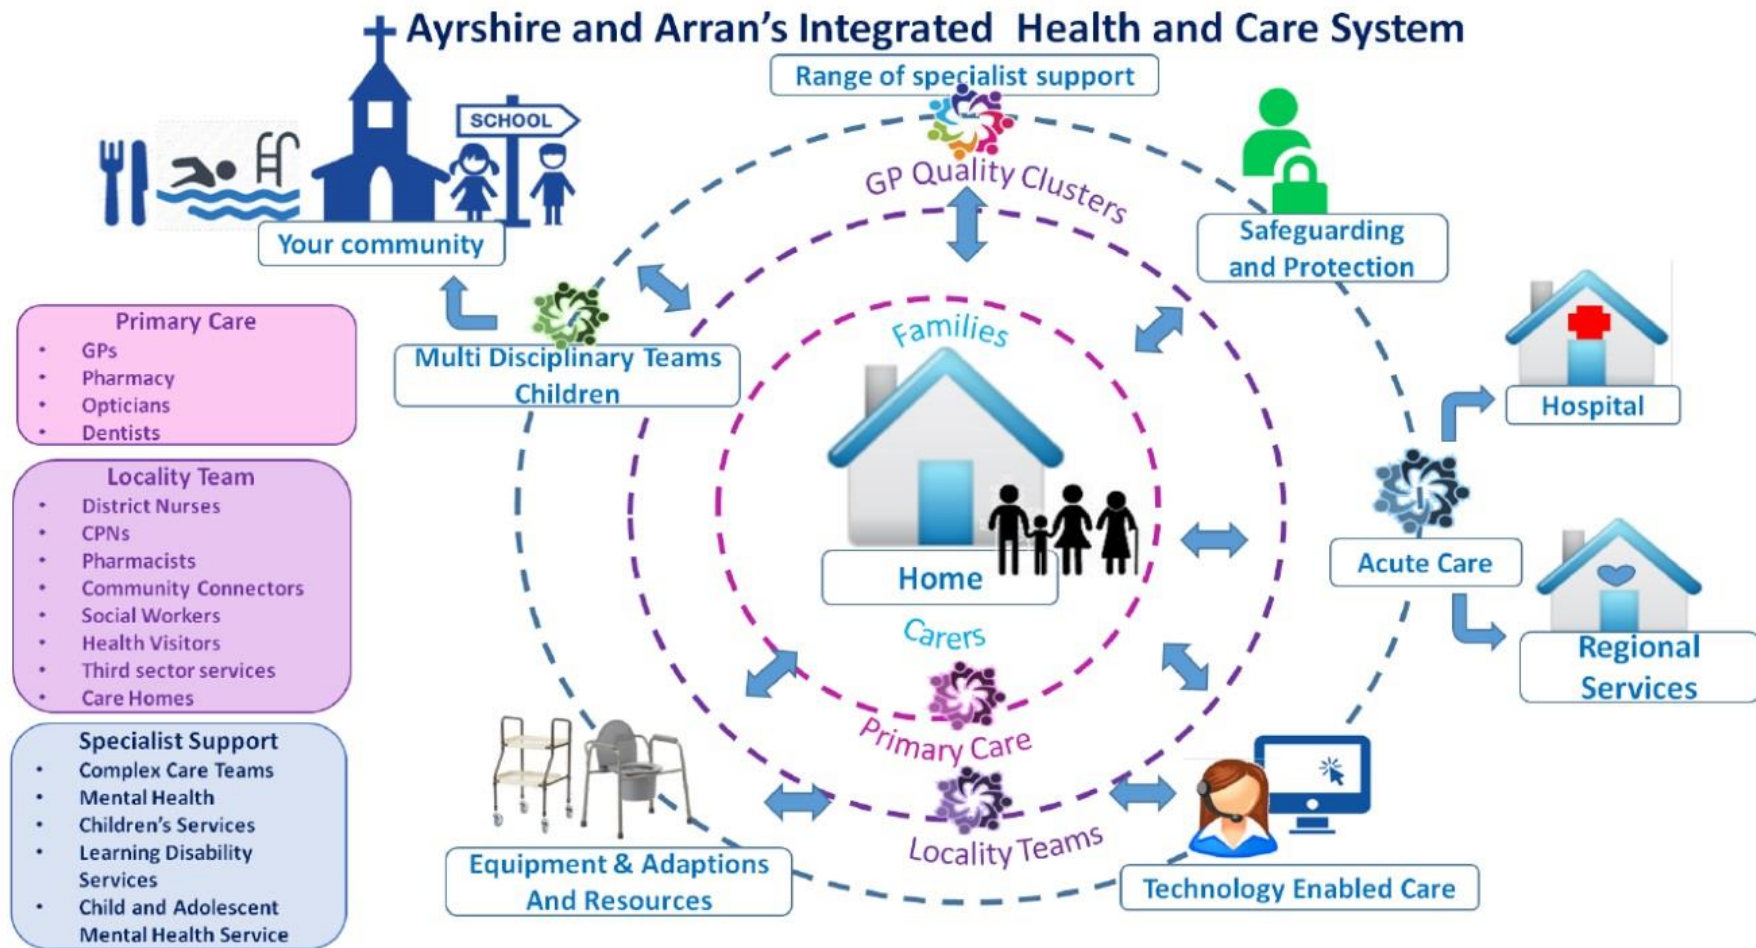 Ayrshire and Arran's Integrated Health and Care System
Range of specialist support
SCHOOL
GP Quality Clusters
Your community
Safeguarding
and Protection
Primary Care
• GPs
• Pharmacy
• Opticians
• Dentists
Multi Disciplinary Teams
Children
Families
Hospital
Locality Team
• District Nurses
• CPNs
• Pharmacists
• Community Connectors
• Social Workers
• Health Visitors
• Third sector services
• Care Homes
Home
Carers
Acute Care
Regional
Services
Primary Care
Locality Teams
Specialist Support
• Complex Care Teams
• Mental Health
• Children's Services
• Learning Disability
Services
• Child and Adolescent
Mental Health Service
Equipment & Adaptions
And Resources
Technology Enabled Care